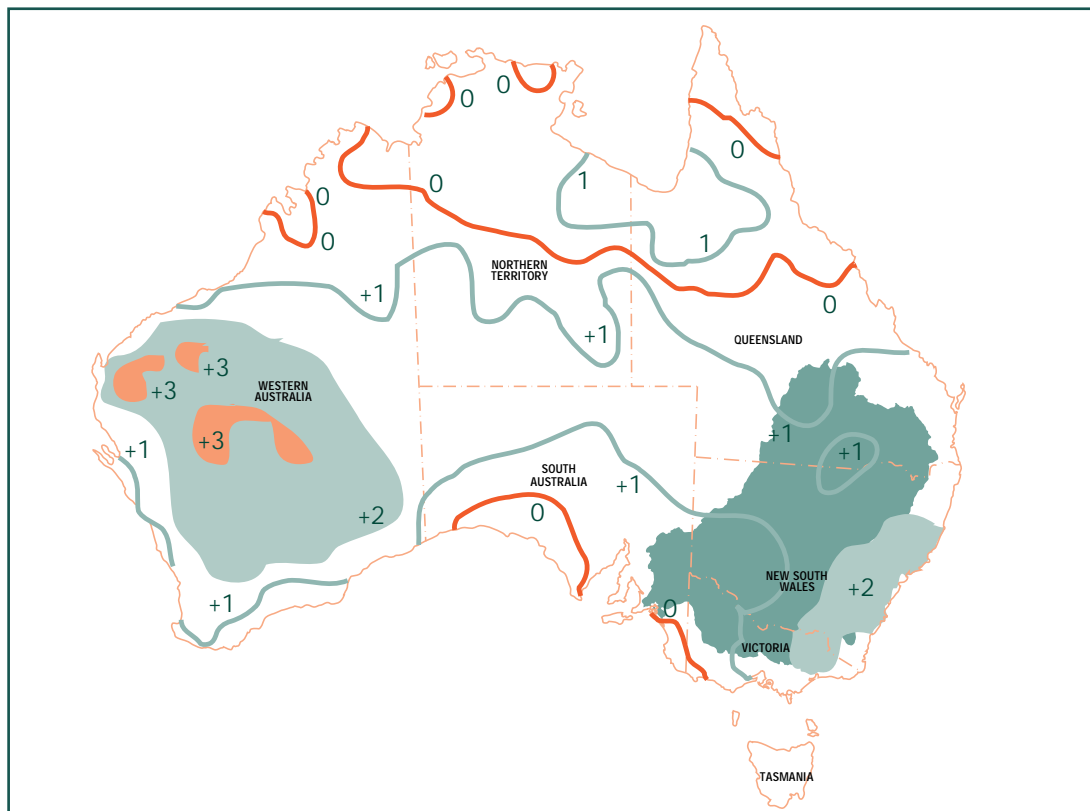 0
0
0
0
1
0
0
0
1
NORTHERN
TERRITORY
+1
0
+1
QUEENSLAND
+3
+3
WESTERN
AUSTRALIA
+3
+1
+1
+1
SOUTH
AUSTRALIA
+1
0
+2
NEW SOUTH
WALES
+2
+1
0
VICTORIA
TASMANIA